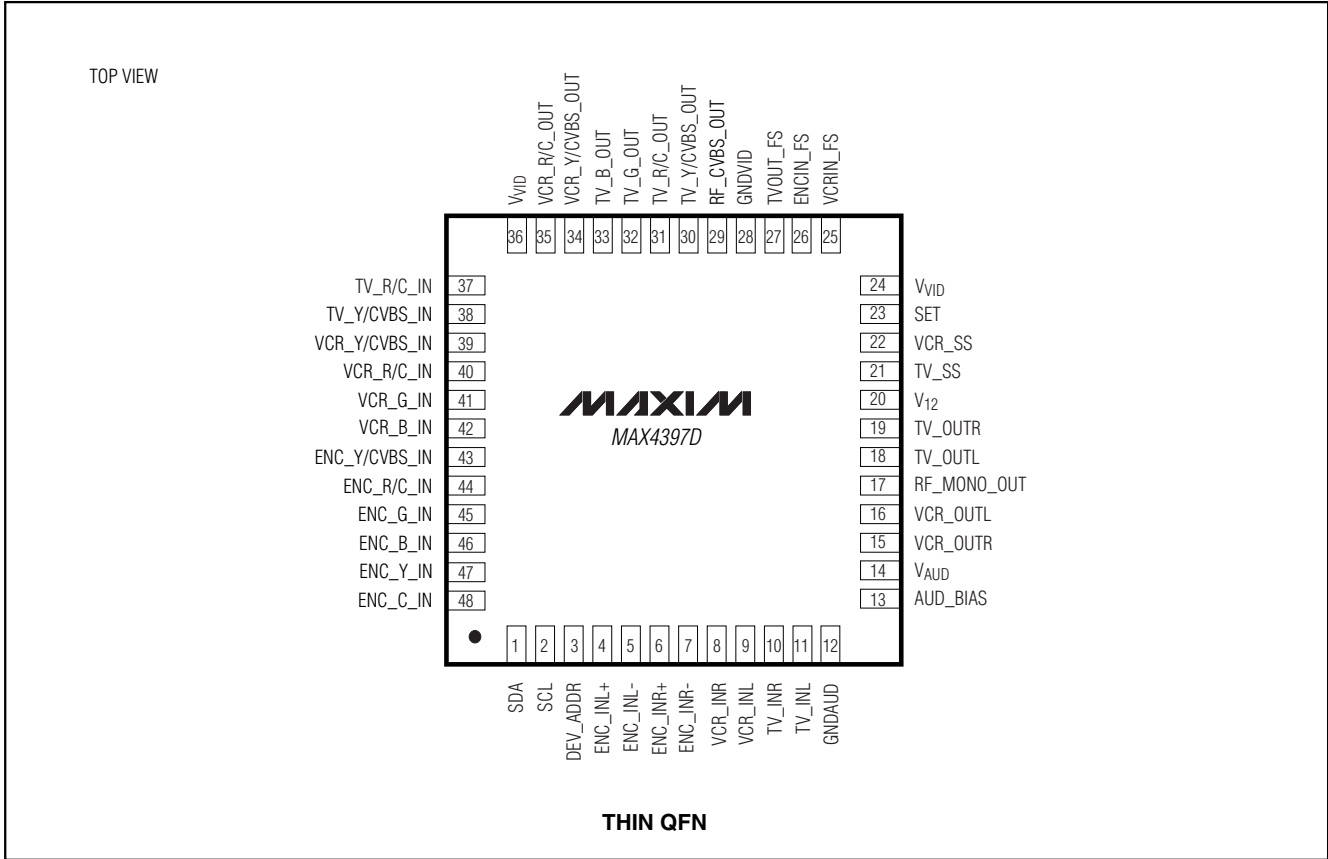 TOP VIEW
VVID
VCR_R/C_OUT
VCR_Y/CVBS_OUT
TV_B_OUT
TV_G_OUT
TV_R/C_OUT
TV_Y/CVBS_OUT
RF_CVBS_OUT
GNDVID
TVOUT_FS
ENCIN_FS
VCRIN_FS
36 35 34 33 32 31 30 29 28 27 26 25
TV_R/C_IN 37
TV_Y/CVBS_IN 38
VCR_Y/CVBS_IN 39
VCR_R/C_IN 40
VCR_G_IN 41
VCR_B_IN 42
ENC_Y/CVBS_IN 43
ENC_R/C_IN 44
ENC_G_IN 45
ENC_B_IN 46
ENC_Y_IN 47
ENC_C_IN 48
MAXIM
MAX4397D
24 VVID
23 SET
22 VCR_SS
21 TV_SS
20 V12
19 TV_OUTR
18 TV_OUTL
17 RF_MONO_OUT
16 VCR_OUTL
15 VCR_OUTR
14 VAUD
13 AUD_BIAS
1 2 3 4 5 6 7 8 9 10 11 12
SDA
SCL
DEV_ADDR
ENC_INL+
ENC_INL-
ENC_INR+
ENC_INR-
VCR_INR
VCR_INL
TV_INR
TV_INL
GNDAUD
THIN QFN